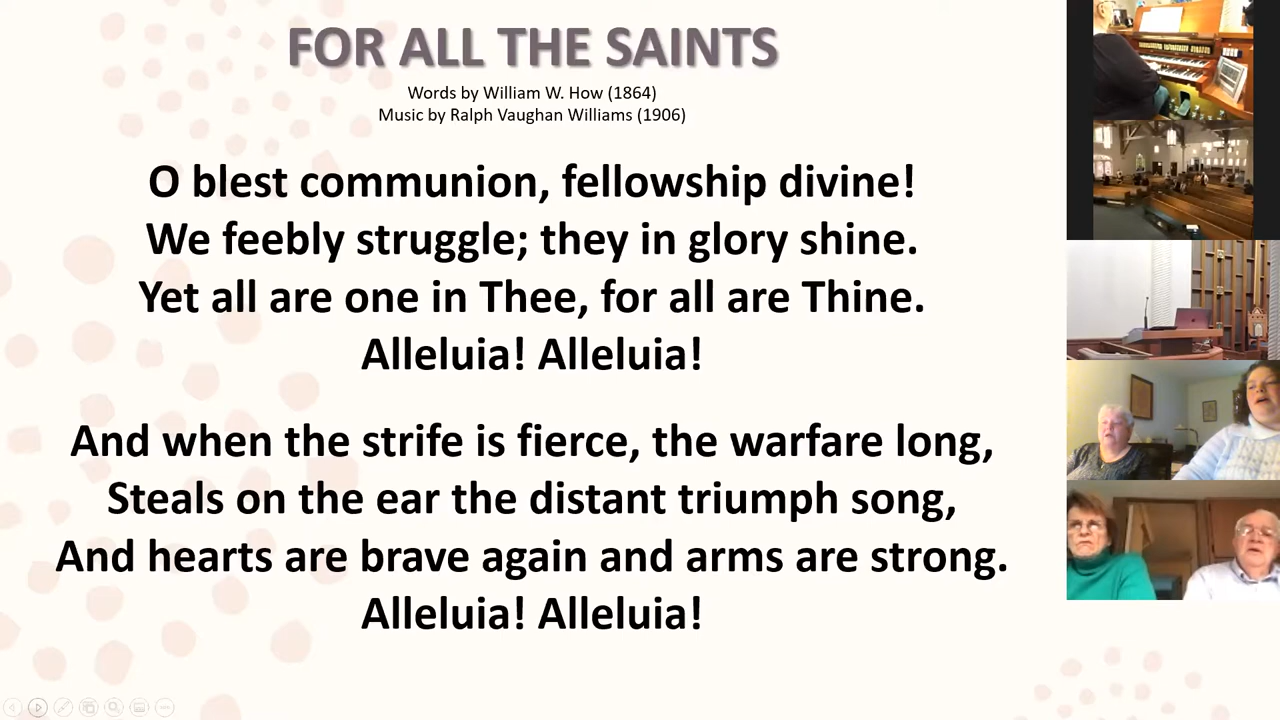 FOR ALL THE SAINTS
Words by William W. How (1864)
Music by Ralph Vaughan Williams (1906)
O blest communion, fellowship divine!
We feebly struggle; they in glory shine.
Yet all are one in Thee, for all are Thine.
Alleluia! Alleluia!
And when the strife is fierce, the warfare long,
Steals on the ear the distant triumph song,
And hearts are brave again and arms are strong.
Alleluia! Alleluia!